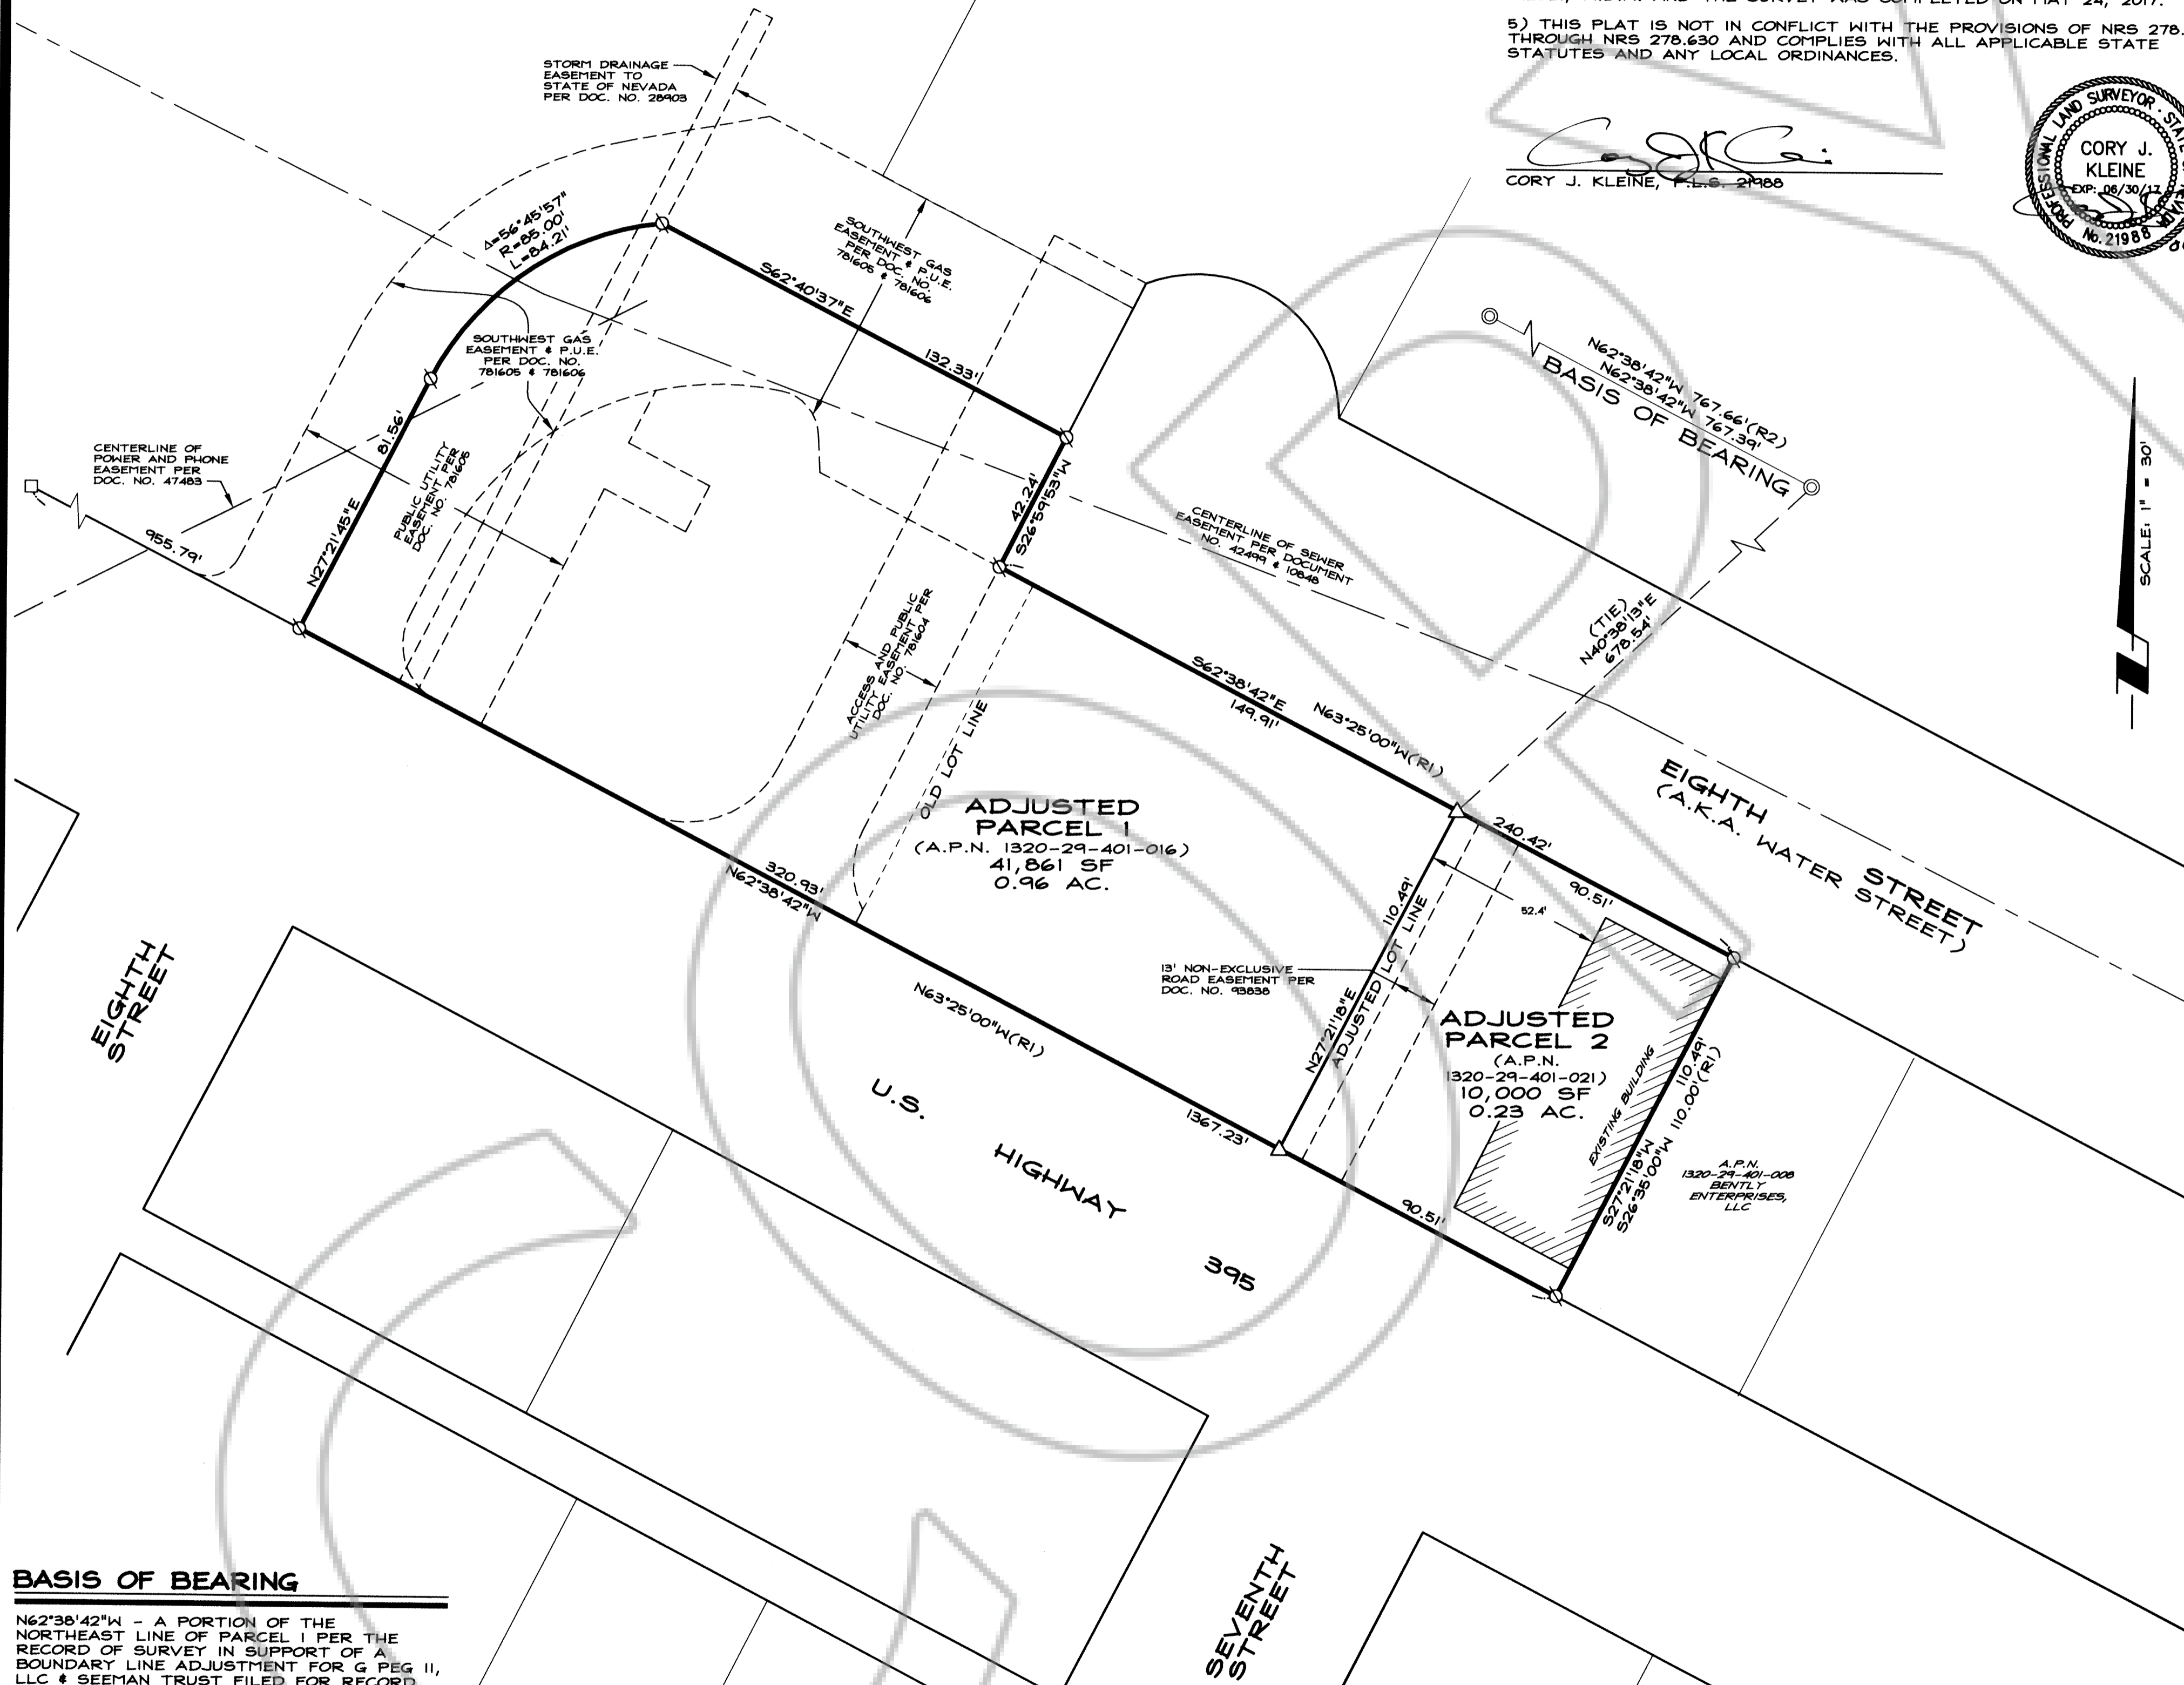 5) THIS PLAT IS NOT IN CONFLICT WITH THE PROVISIONS OF NRS 278.
THROUGH NRS 278.630 AND COMPLIES WITH ALL APPLICABLE STATE
STATUTES AND ANY LOCAL ORDINANCES.
CORY J. KLEINE, P.L.S. 21988
PROFESSIONAL LAND SURVEYOR
CORY J.
KLEINE
EXP: 06/30/17
No. 21988
STORM DRAINAGE
EASEMENT TO
STATE OF NEVADA
PER DOC. NO. 28903
Δ=56°45'57"
R=85.00'
L=84.21'
SOUTHWEST GAS
EASEMENT & P.U.E.
PER DOC. NO.
781605 & 781606
S62°40'37"E
132.33'
SOUTHWEST GAS
EASEMENT & P.U.E.
PER DOC. NO.
781605 & 781606
N62°38'42"W 767.66'(R2)
N62°38'42"W 767.39'
BASIS OF BEARING
SCALE: 1" = 30'
CENTERLINE OF
POWER AND PHONE
EASEMENT PER
DOC. NO. 47483
955.79'
81.56'
N27°21'45"E
PUBLIC UTILITY
EASEMENT PER
DOC. NO. 781605
42.24'
S26°59'53"W
CENTERLINE OF SEWER
EASEMENT PER DOCUMENT
NO. 42499 & 10848
(TIE)
N40°38'13"E
678.54'
ACCESS AND PUBLIC
UTILITY EASEMENT PER
DOC. NO. 781604
OLD LOT LINE
S62°38'42"E
149.91'
N63°25'00"W(R1)
240.42'
90.51'
52.4'
EIGHTH STREET
(A.K.A. WATER STREET)
ADJUSTED
PARCEL 1
(A.P.N. 1320-29-401-016)
41,861 SF
0.96 AC.
320.93'
N62°38'42"W
110.49'
N27°21'18"E
ADJUSTED LOT LINE
13' NON-EXCLUSIVE
ROAD EASEMENT PER
DOC. NO. 93838
ADJUSTED
PARCEL 2
(A.P.N.
1320-29-401-021)
10,000 SF
0.23 AC.
EXISTING BUILDING
S27°21'18"W 110.49'
S26°35'00"W 110.00'(R1)
A.P.N.
1320-29-401-008
BENTLY
ENTERPRISES,
LLC
EIGHTH
STREET
N63°25'00"W(R1)
1367.23'
90.51'
U.S. HIGHWAY 395
SEVENTH
STREET
BASIS OF BEARING
N62°38'42"W - A PORTION OF THE
NORTHEAST LINE OF PARCEL 1 PER THE
RECORD OF SURVEY IN SUPPORT OF A
BOUNDARY LINE ADJUSTMENT FOR G PEG II,
LLC & SEEMAN TRUST FILED FOR RECORD